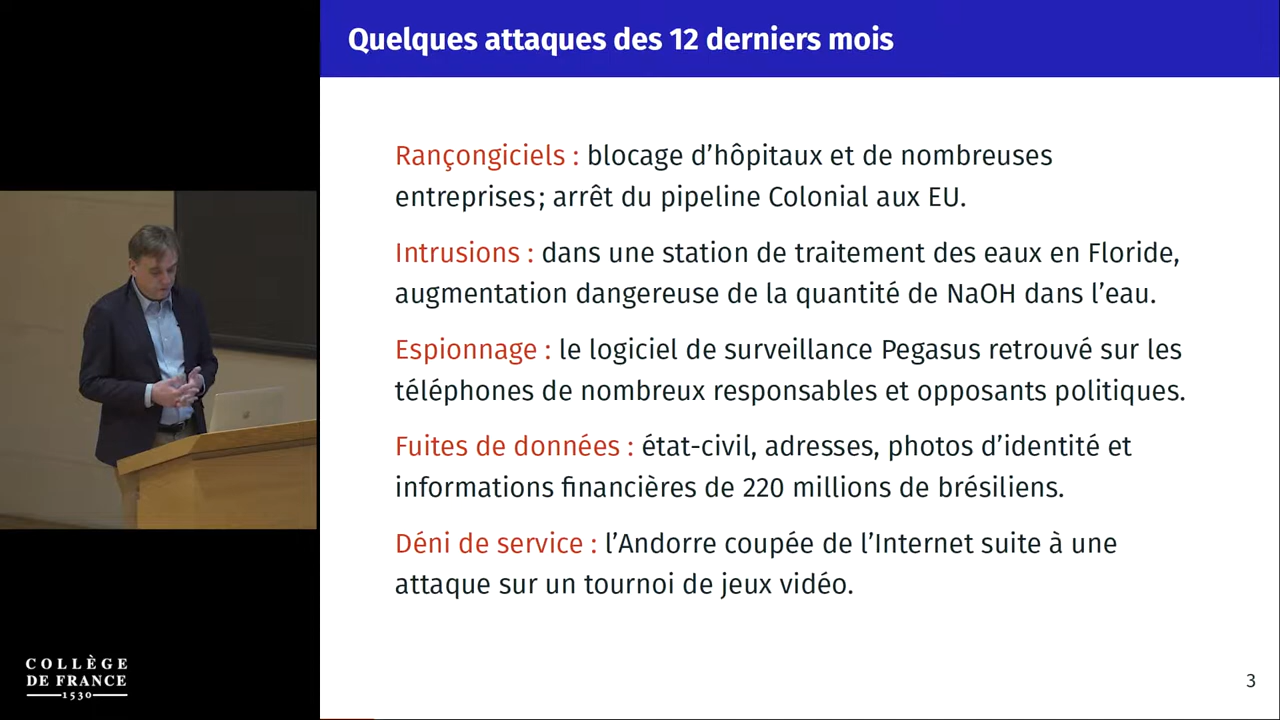 Quelques attaques des 12 derniers mois
Rançongiciels : blocage d’hôpitaux et de nombreuses
entreprises ; arrêt du pipeline Colonial aux EU.
Intrusions : dans une station de traitement des eaux en Floride,
augmentation dangereuse de la quantité de NaOH dans l’eau.
Espionnage : le logiciel de surveillance Pegasus retrouvé sur les
téléphones de nombreux responsables et opposants politiques.
Fuites de données : état-civil, adresses, photos d’identité et
informations financières de 220 millions de brésiliens.
Déni de service : l’Andorre coupée de l’Internet suite à une
attaque sur un tournoi de jeux vidéo.
COLLÈGE
DE FRANCE
1530
3